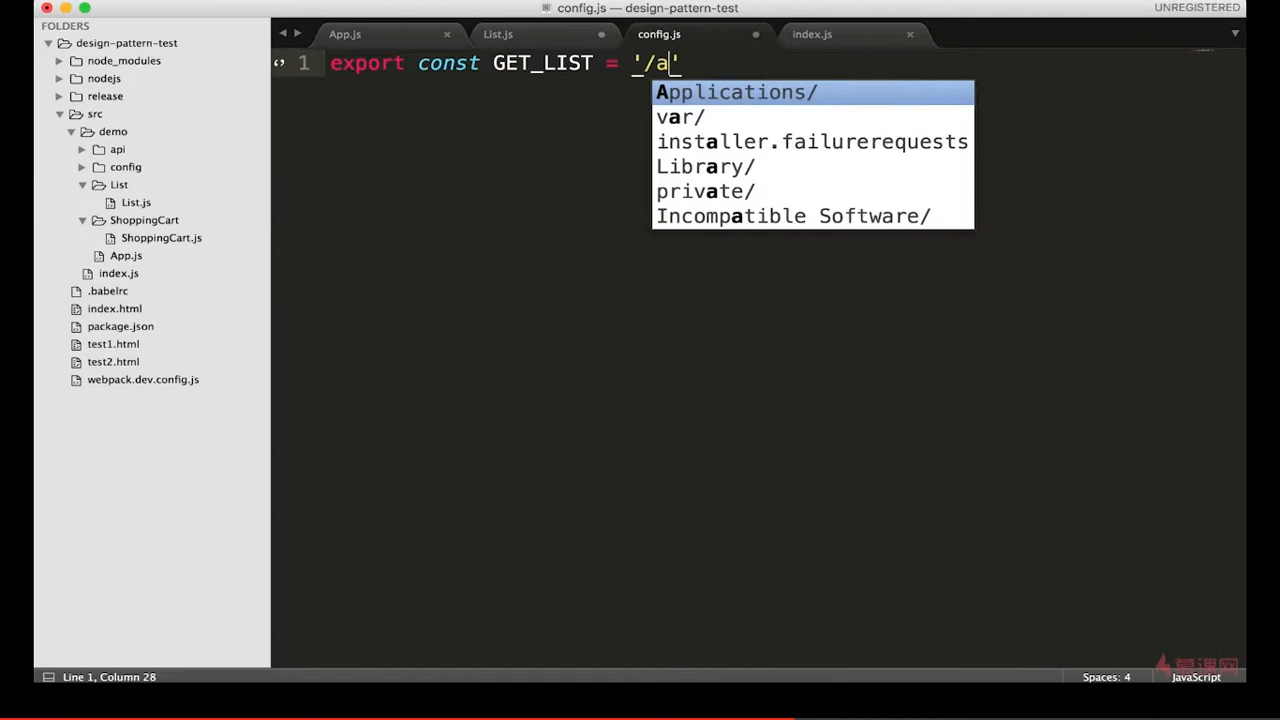 config.js — design-pattern-test
UNREGISTERED
FOLDERS
design-pattern-test
node_modules
nodejs
release
src
demo
api
config
List
List.js
ShoppingCart
ShoppingCart.js
App.js
index.js
.babelrc
index.html
package.json
test1.html
test2.html
webpack.dev.config.js
App.js
List.js
config.js
index.js
1 export const GET_LIST = '/a'
Applications/
var/
installer.failurerequests
Library/
private/
Incompatible Software/
慕课网
Line 1, Column 28
Spaces: 4
JavaScript